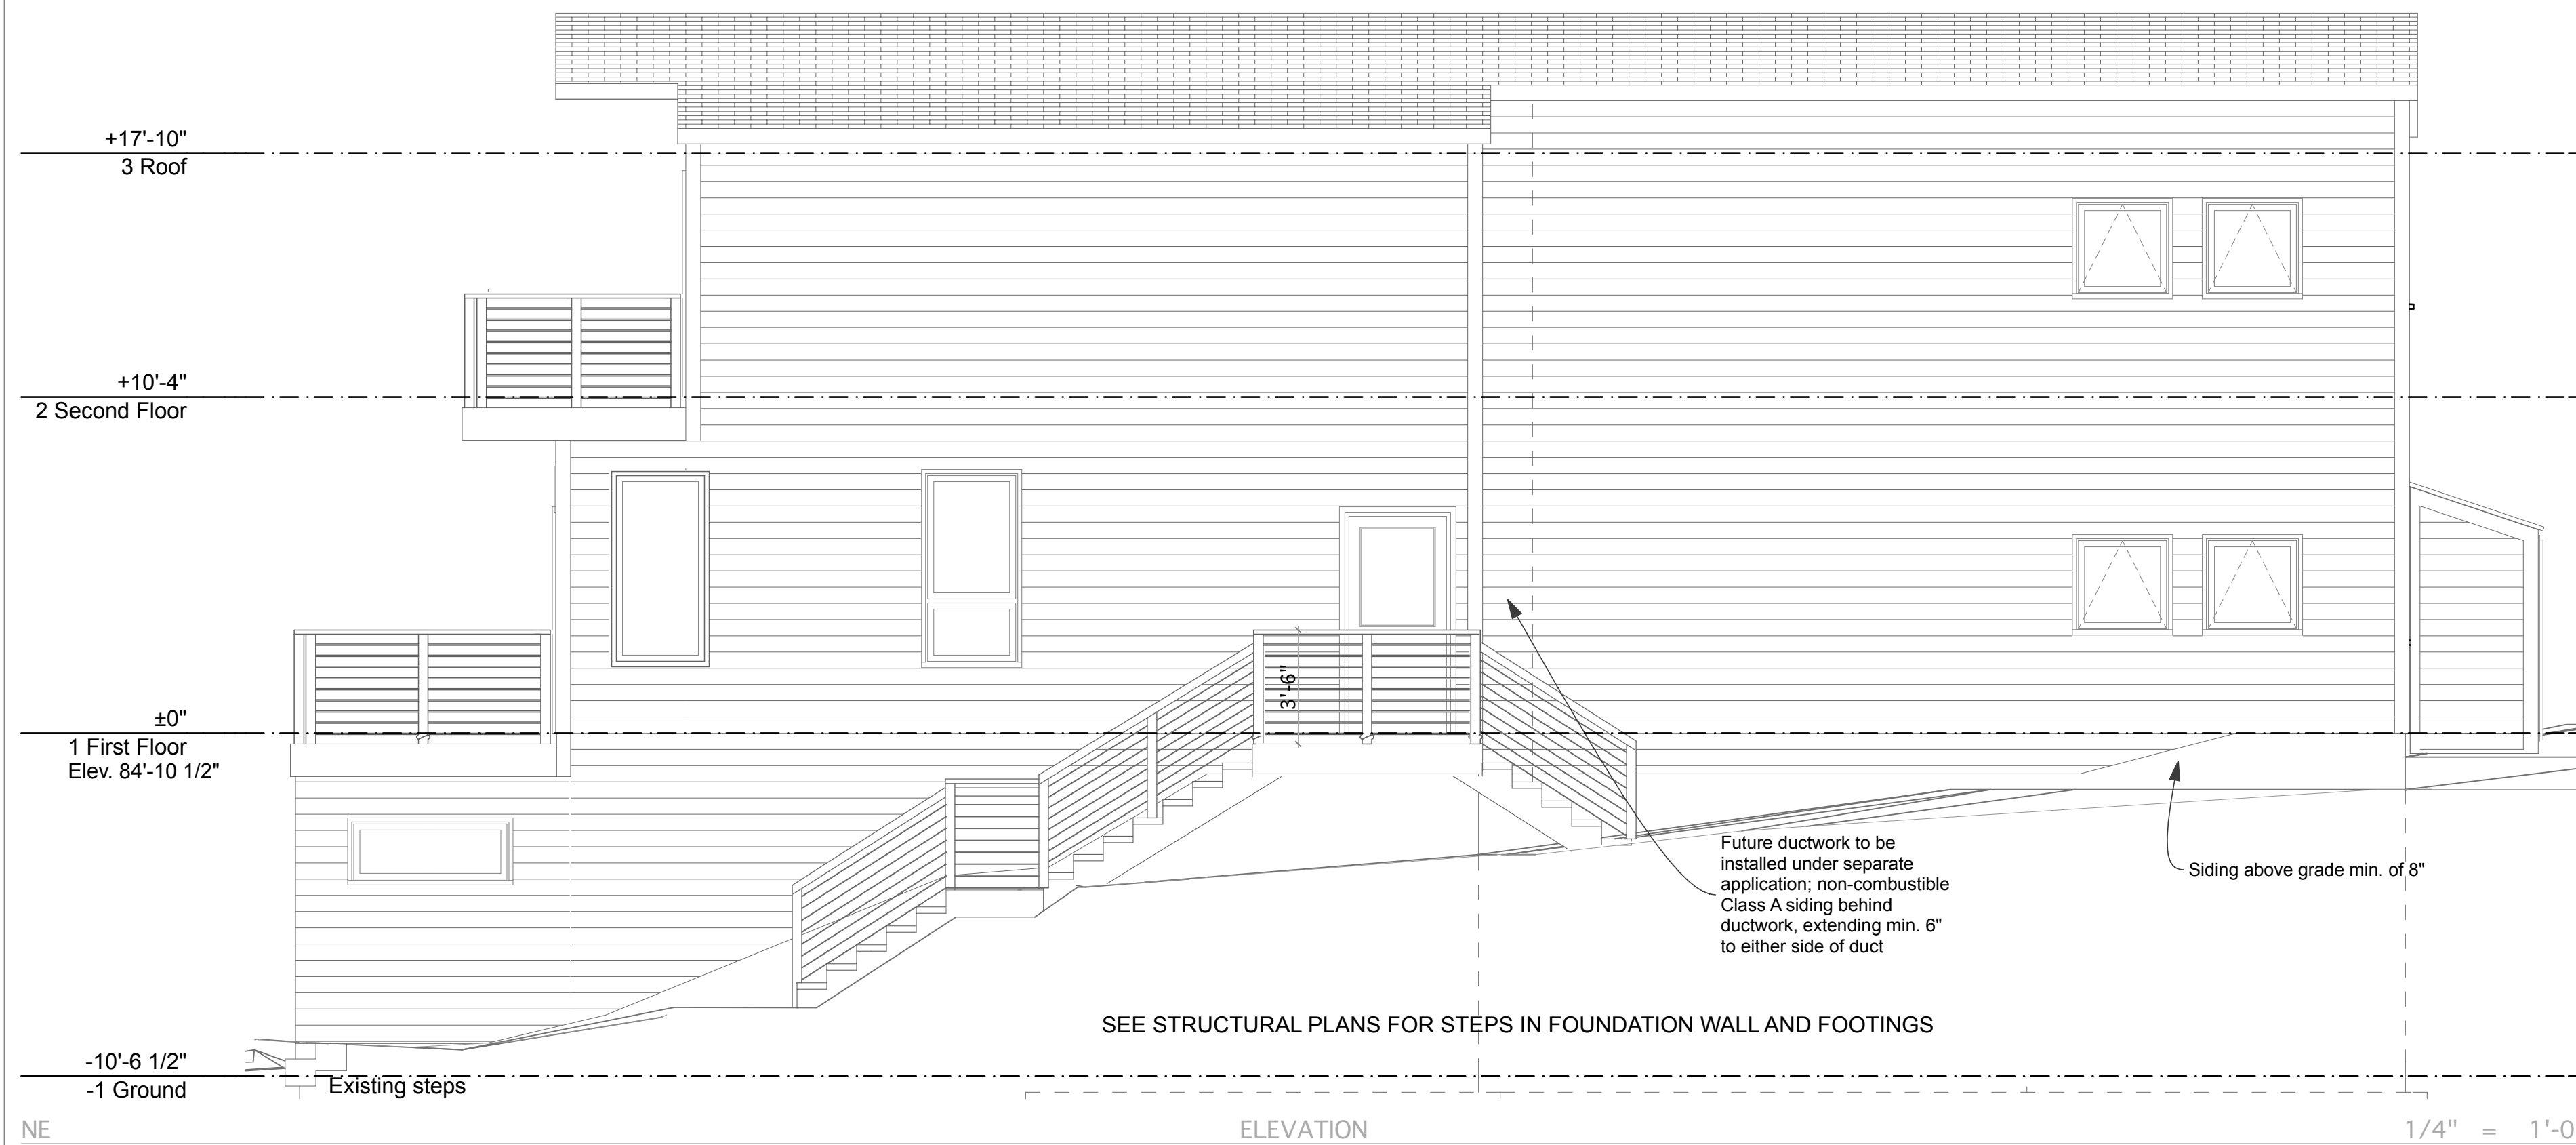 +17'-10"
3 Roof
+10'-4"
2 Second Floor
±0"
1 First Floor
Elev. 84'-10 1/2"
3'-6"
Future ductwork to be
installed under separate
application; non-combustible
Class A siding behind
ductwork, extending min. 6"
to either side of duct
Siding above grade min. of 8"
SEE STRUCTURAL PLANS FOR STEPS IN FOUNDATION WALL AND FOOTINGS
-10'-6 1/2"
-1 Ground
Existing steps
NE ELEVATION 1/4" = 1'-0